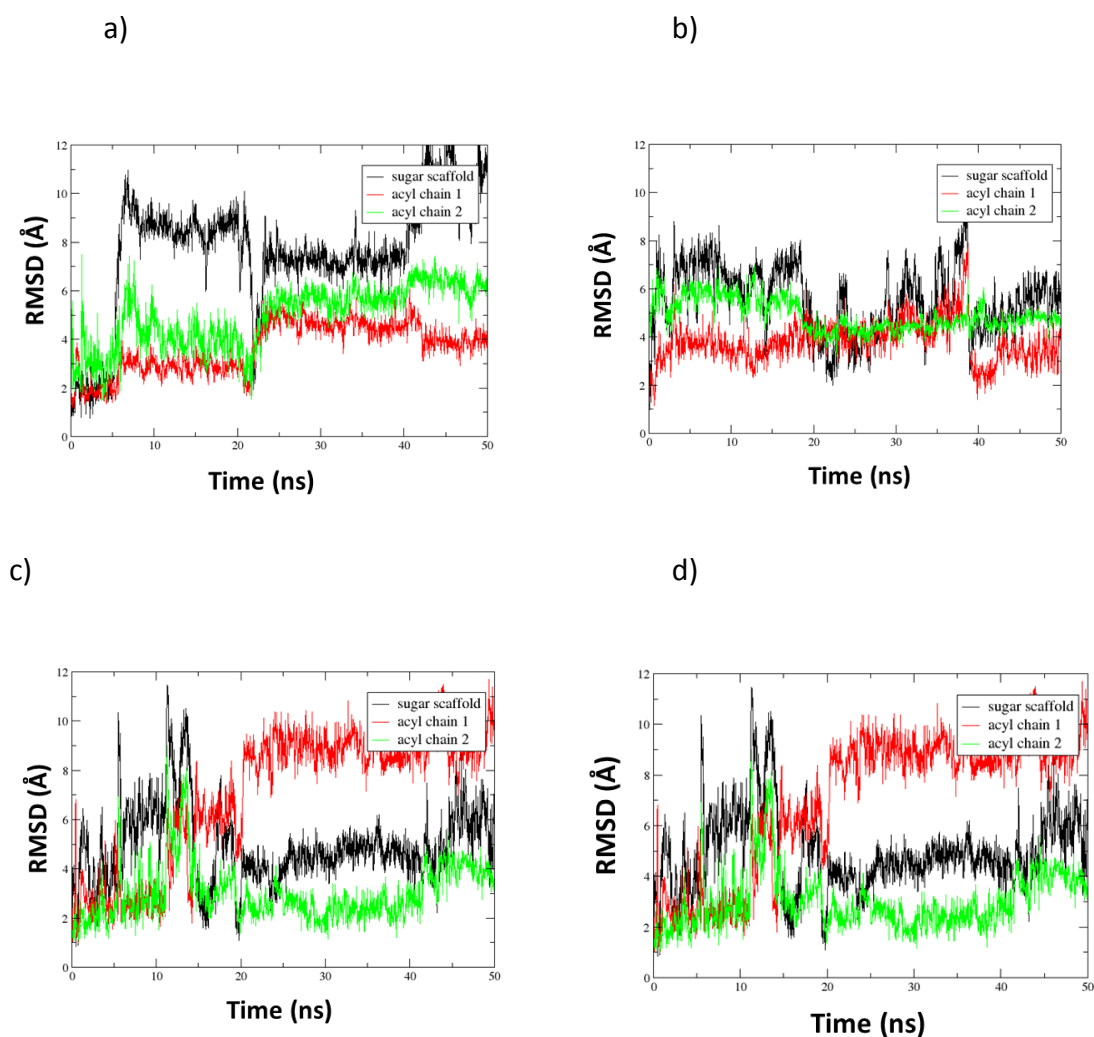 a)
b)
12
10
8
6
4
2
0
0
10
20
30
40
50
RMSD (Å)
Time (ns)
sugar scaffold
acyl chain 1
acyl chain 2
12
10
8
6
4
2
0
0
10
20
30
40
50
RMSD (Å)
Time (ns)
sugar scaffold
acyl chain 1
acyl chain 2
c)
d)
12
10
8
6
4
2
0
0
10
20
30
40
50
RMSD (Å)
Time (ns)
sugar scaffold
acyl chain 1
acyl chain 2
12
10
8
6
4
2
0
0
10
20
30
40
50
RMSD (Å)
Time (ns)
sugar scaffold
acyl chain 1
acyl chain 2